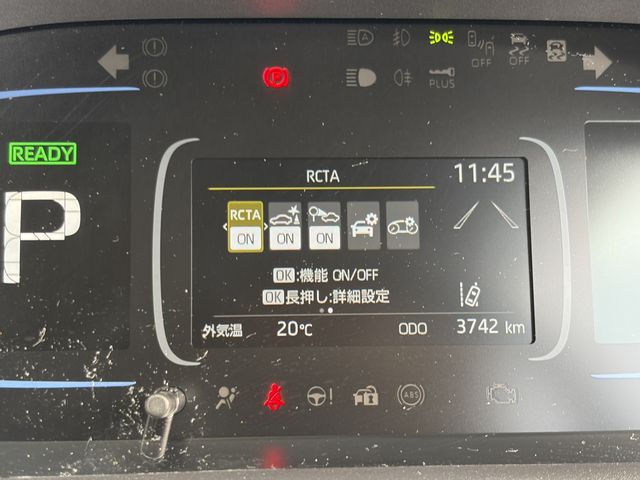 OFF
OFF
PLUS
READY
P
RCTA
11:45
RCTA
ON
ON
ON
OK:機能 ON/OFF
OK長押し:詳細設定
外気温 20℃ ODO 3742 km
ABS